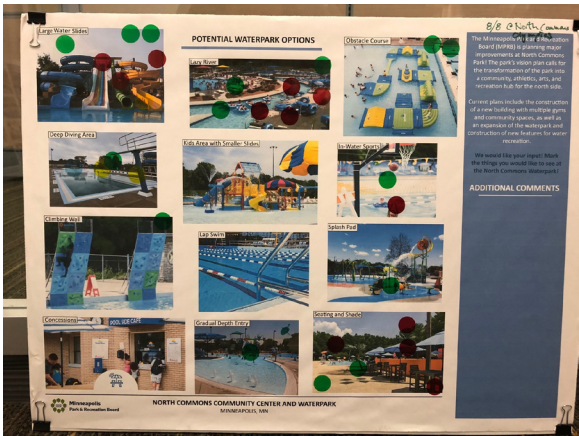 8/8 @ North Commons
POTENTIAL WATERPARK OPTIONS
Large Water Slides
Lazy River
Obstacle Course
Deep Diving Area
Kids Area with Smaller Slides
In-Water Sports
Climbing Wall
Lap Swim
Splash Pad
Concessions
POOL SIDE CAFE
Gradual Depth Entry
Seating and Shade
The Minneapolis Park and Recreation
Board (MPRB) is planning major
improvements at North Commons
Park! The park's vision plan calls for
the transformation of the park into
a community, athletics, arts, and
recreation hub for the north side.
Current plans include the construction
of a new building with multiple gyms
and community spaces, as well as
an expansion of the waterpark and
construction of new features for water
recreation.
We would like your input! Mark
the things you would like to see at
the North Commons Waterpark!
ADDITIONAL COMMENTS
Minneapolis
Park & Recreation Board
NORTH COMMONS COMMUNITY CENTER AND WATERPARK
MINNEAPOLIS, MN